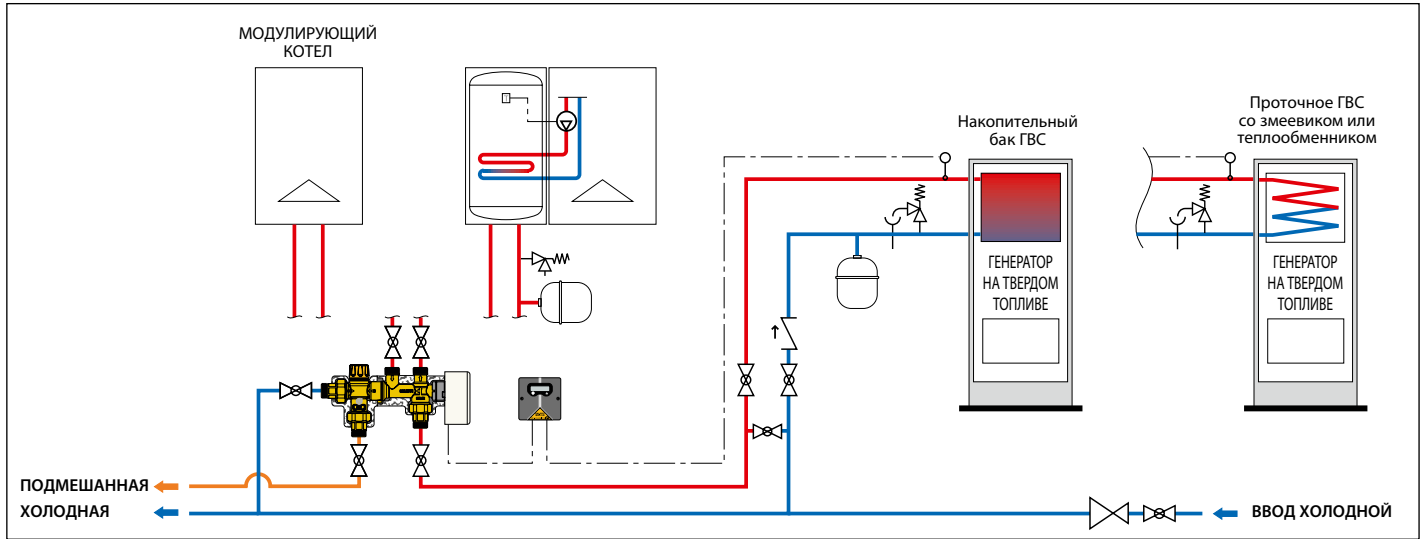 МОДУЛИРУЮЩИЙ
КОТЕЛ
Накопительный
бак ГВС
Проточное ГВС
со змеевиком или
теплообменником
ГЕНЕРАТОР
НА ТВЕРДОМ
ТОПЛИВЕ
ГЕНЕРАТОР
НА ТВЕРДОМ
ТОПЛИВЕ
ПОДМЕШАННАЯ
ХОЛОДНАЯ
ВВОД ХОЛОДНОЙ